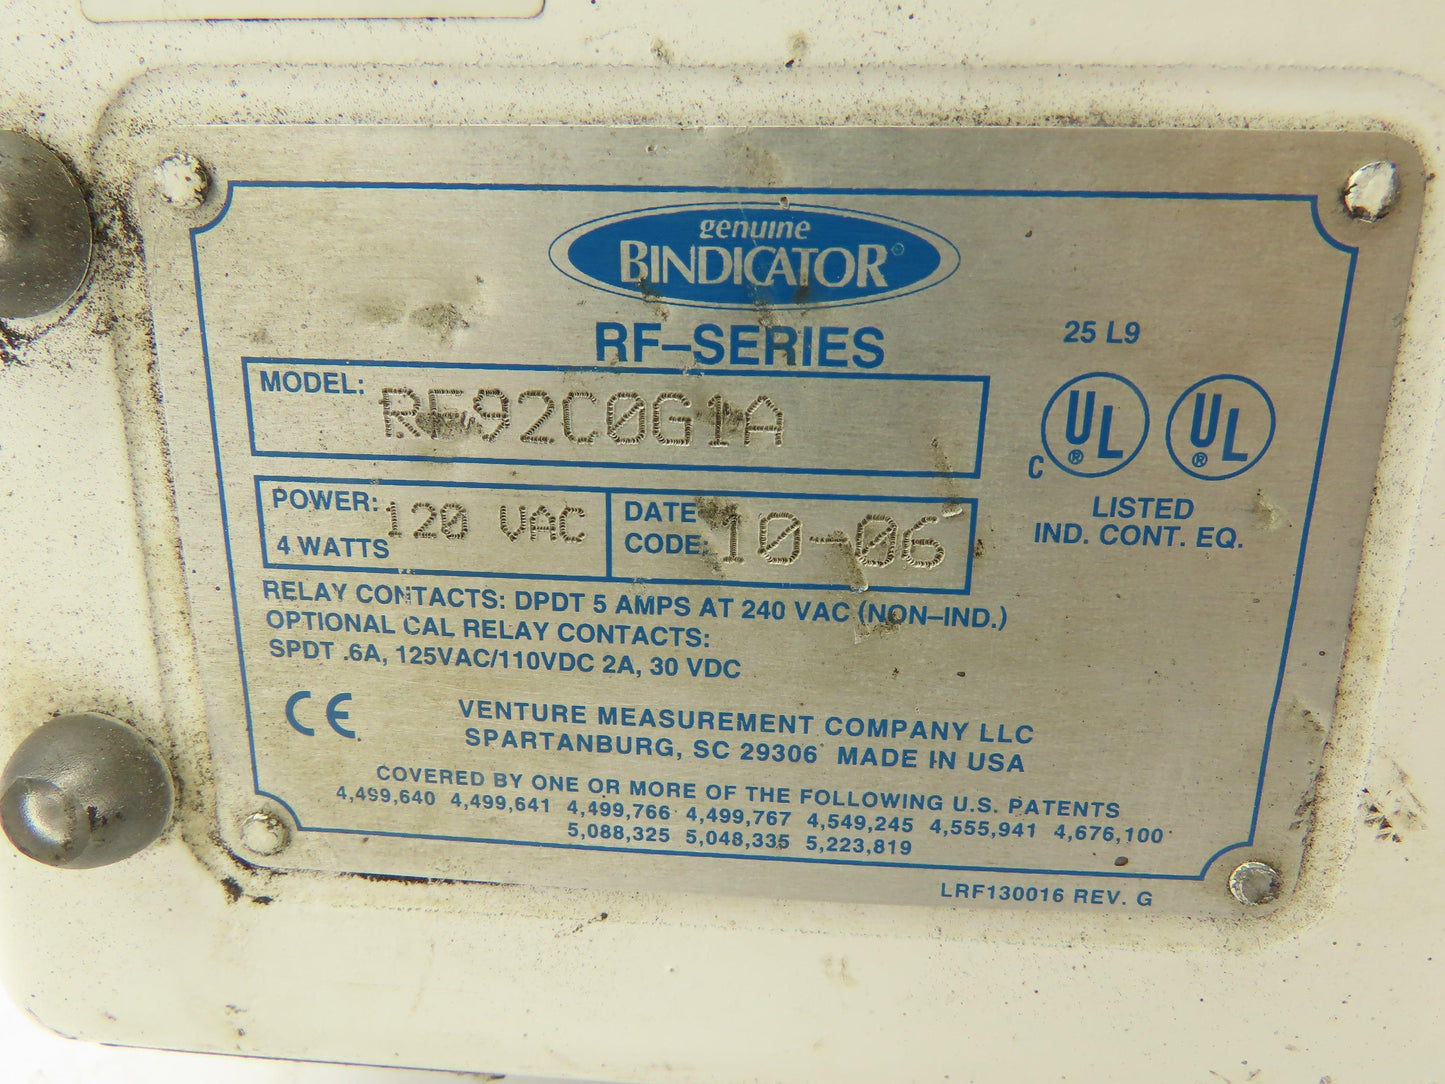 genuine
BINDICATOR®
RF–SERIES
25 L9
MODEL: RF92C0G1A
POWER: 120 VAC
4 WATTS
DATE
CODE: 10-06
C UL® UL®
LISTED
IND. CONT. EQ.
RELAY CONTACTS: DPDT 5 AMPS AT 240 VAC (NON–IND.)
OPTIONAL CAL RELAY CONTACTS:
SPDT .6A, 125VAC/110VDC 2A, 30 VDC
CE
VENTURE MEASUREMENT COMPANY LLC
SPARTANBURG, SC 29306 MADE IN USA
COVERED BY ONE OR MORE OF THE FOLLOWING U.S. PATENTS
4,499,640 4,499,641 4,499,766 4,499,767 4,549,245 4,555,941 4,676,100
5,088,325 5,048,335 5,223,819
LRF130016 REV. G